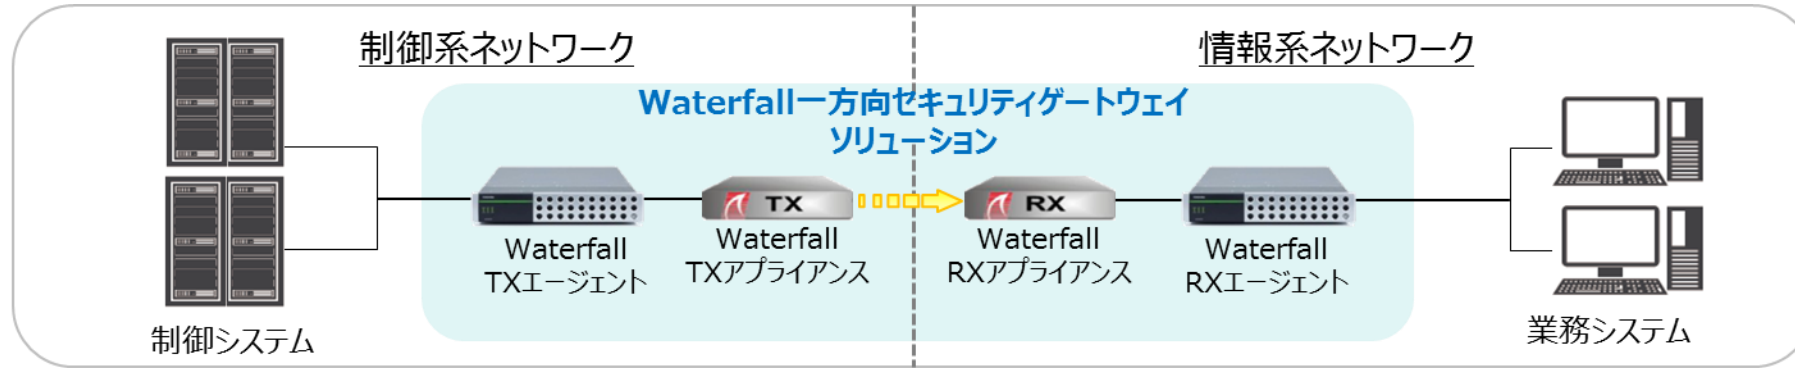 制御系ネットワーク
情報系ネットワーク
Waterfall一方向セキュリティゲートウェイ
ソリューション
TX
RX
Waterfall
TXエージェント
Waterfall
TXアプライアンス
Waterfall
RXアプライアンス
Waterfall
RXエージェント
制御システム
業務システム